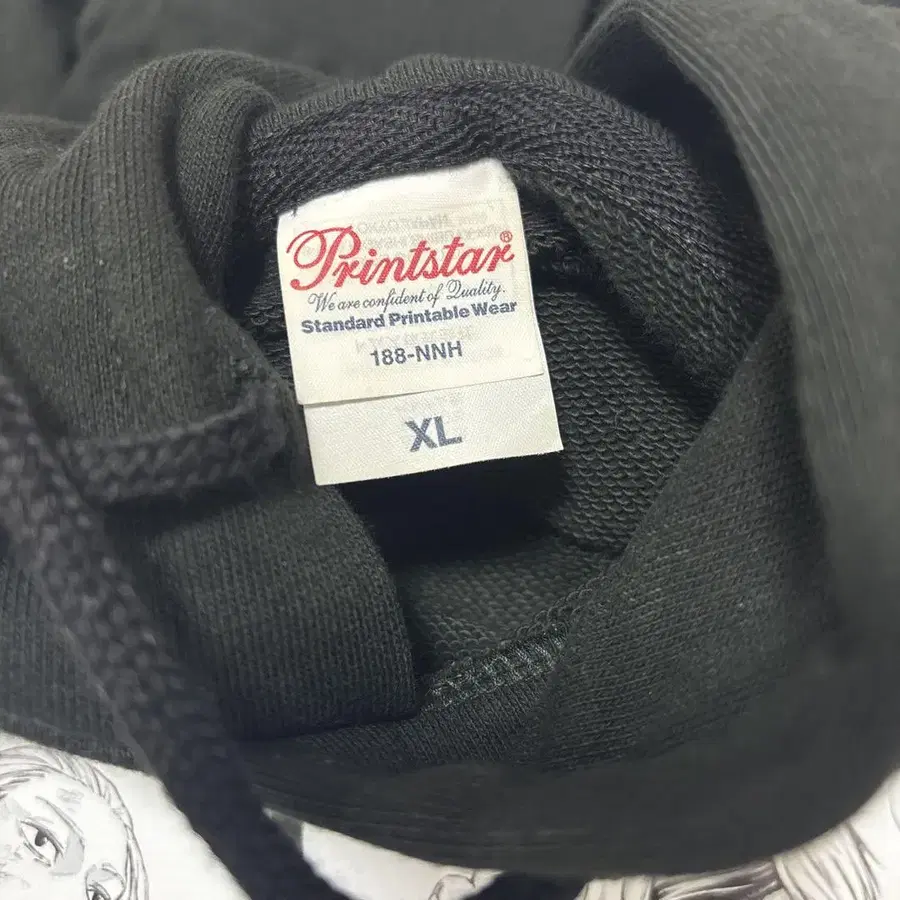 Printstar®
We are confident of Quality.
Standard Printable Wear
188-NNH
XL